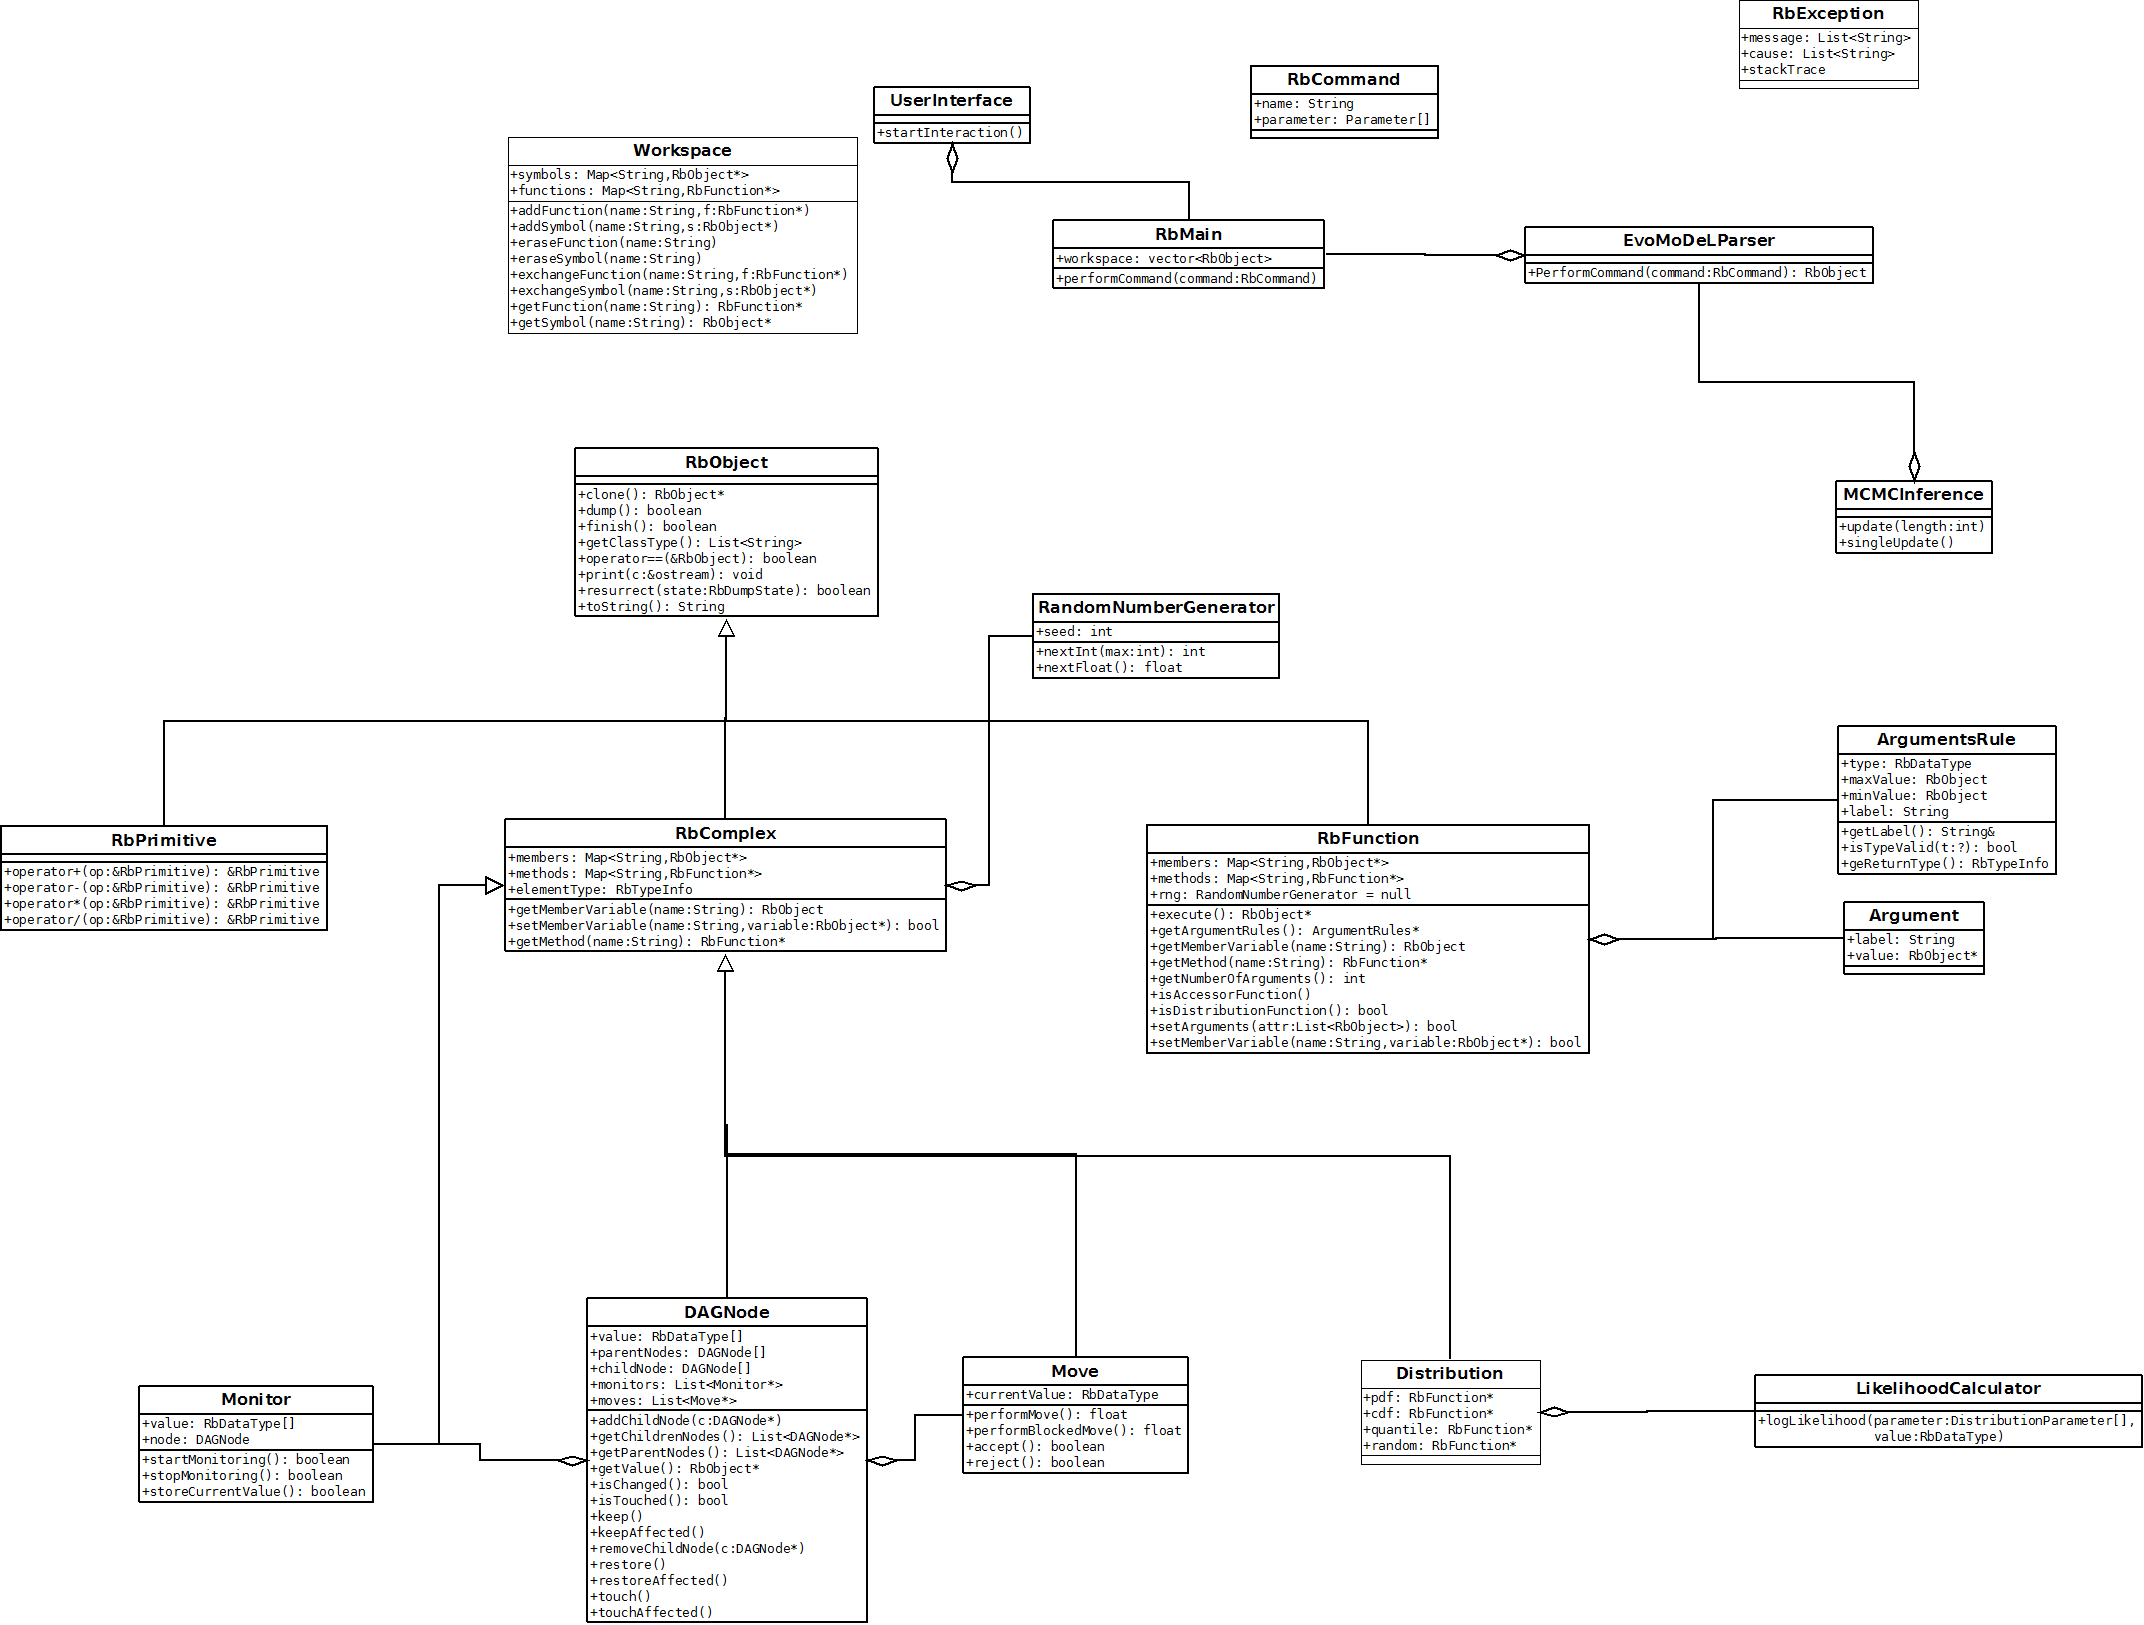 RbException
+message: List<String>
+cause: List<String>
+stackTrace
RbCommand
+name: String
+parameter: Parameter[]
UserInterface
+startInteraction()
Workspace
+symbols: Map<String,RbObject*>
+functions: Map<String,RbFunction*>
+addFunction(name:String,f:RbFunction*)
+addSymbol(name:String,s:RbObject*)
+eraseFunction(name:String)
+eraseSymbol(name:String)
+exchangeFunction(name:String,f:RbFunction*)
+exchangeSymbol(name:String,s:RbObject*)
+getFunction(name:String): RbFunction*
+getSymbol(name:String): RbObject*
RbMain
+workspace: vector<RbObject>
+performCommand(command:RbCommand)
EvoMoDeLParser
+PerformCommand(command:RbCommand): RbObject
RbObject
+clone(): RbObject*
+dump(): boolean
+finish(): boolean
+getClassType(): List<String>
+operator==(&RbObject): boolean
+print(c:&ostream): void
+resurrect(state:RbDumpState): boolean
+toString(): String
MCMCInference
+update(length:int)
+singleUpdate()
RandomNumberGenerator
+seed: int
+nextInt(max:int): int
+nextFloat(): float
ArgumentsRule
+type: RbDataType
+maxValue: RbObject
+minValue: RbObject
+label: String
+getLabel(): String&
+isTypeValid(t:?): bool
+geReturnType(): RbTypeInfo
RbPrimitive
+operator+(op:&RbPrimitive): &RbPrimitive
+operator-(op:&RbPrimitive): &RbPrimitive
+operator*(op:&RbPrimitive): &RbPrimitive
+operator/(op:&RbPrimitive): &RbPrimitive
RbComplex
+members: Map<String,RbObject*>
+methods: Map<String,RbFunction*>
+elementType: RbTypeInfo
+getMemberVariable(name:String): RbObject
+setMemberVariable(name:String,variable:RbObject*): bool
+getMethod(name:String): RbFunction*
RbFunction
+members: Map<String,RbObject*>
+methods: Map<String,RbFunction*>
+rng: RandomNumberGenerator = null
+execute(): RbObject*
+getArgumentRules(): ArgumentRules*
+getMemberVariable(name:String): RbObject
+getMethod(name:String): RbFunction*
+getNumberOfArguments(): int
+isAccessorFunction()
+isDistributionFunction(): bool
+setArguments(attr:List<RbObject>): bool
+setMemberVariable(name:String,variable:RbObject*): bool
Argument
+label: String
+value: RbObject*
DAGNode
+value: RbDataType[]
+parentNodes: DAGNode[]
+childNode: DAGNode[]
+monitors: List<Monitor*>
+moves: List<Move*>
+addChildNode(c:DAGNode*)
+getChildrenNodes(): List<DAGNode*>
+getParentNodes(): List<DAGNode*>
+getValue(): RbObject*
+isChanged(): bool
+isTouched(): bool
+keep()
+keepAffected()
+removeChildNode(c:DAGNode*)
+restore()
+restoreAffected()
+touch()
+touchAffected()
Monitor
+value: RbDataType[]
+node: DAGNode
+startMonitoring(): boolean
+stopMonitoring(): boolean
+storeCurrentValue(): boolean
Move
+currentValue: RbDataType
+performMove(): float
+performBlockedMove(): float
+accept(): boolean
+reject(): boolean
Distribution
+pdf: RbFunction*
+cdf: RbFunction*
+quantile: RbFunction*
+random: RbFunction*
LikelihoodCalculator
+logLikelihood(parameter:DistributionParameter[],
value:RbDataType)